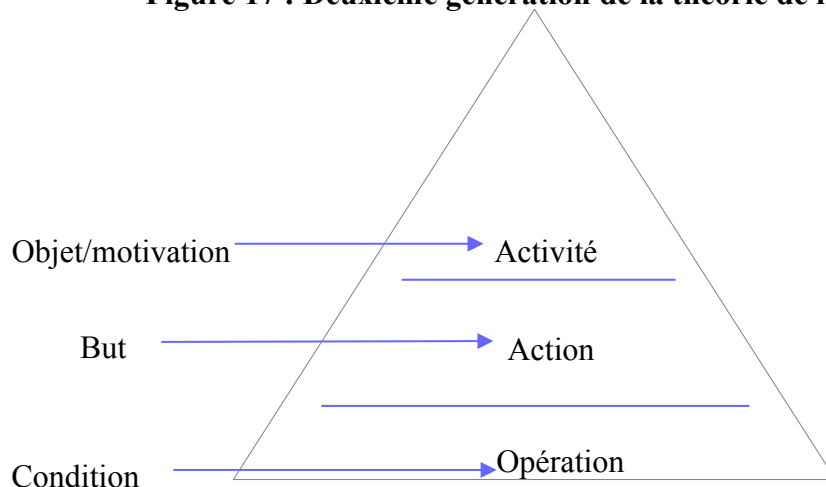 Figure 17 : Deuxième génération de la théorie de l
Objet/motivation Activité
But Action
Condition Opération